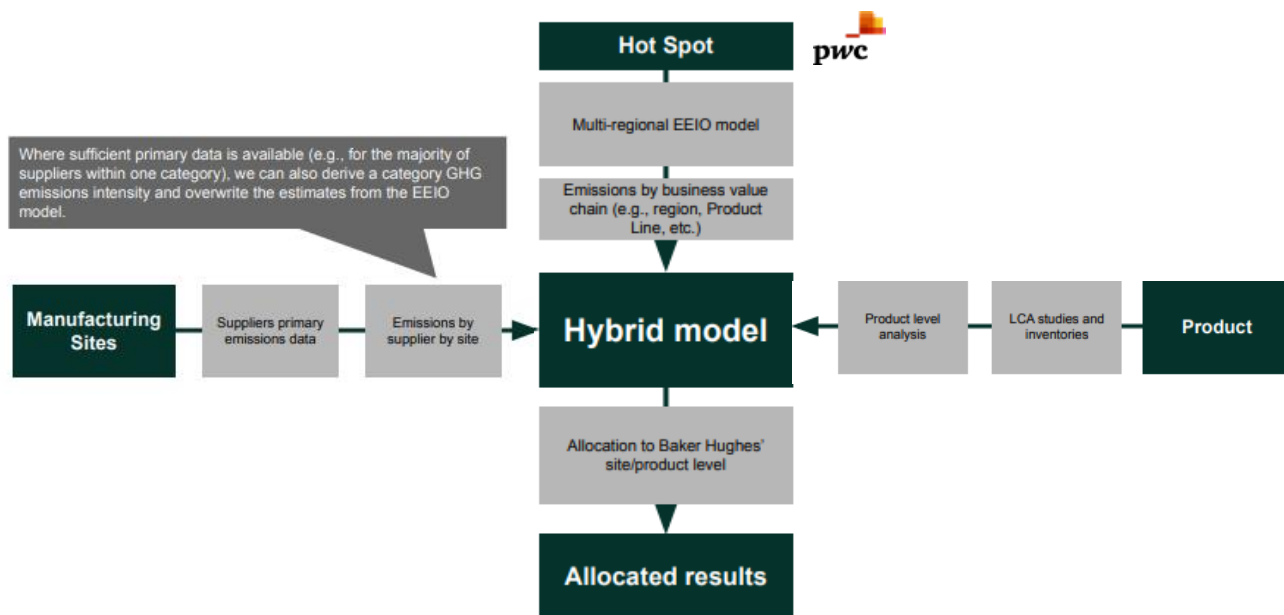 Hot Spot
pwc
Multi-regional EEIO model
Where sufficient primary data is available (e.g., for the majority of
suppliers within one category), we can also derive a category GHG
emissions intensity and overwrite the estimates from the EEIO
model.
Emissions by business value
chain (e.g., region, Product
Line, etc.)
Manufacturing
Sites
Suppliers primary
emissions data
Emissions by
supplier by site
Hybrid model
Product level
analysis
LCA studies and
inventories
Product
Allocation to Baker Hughes'
site/product level
Allocated results